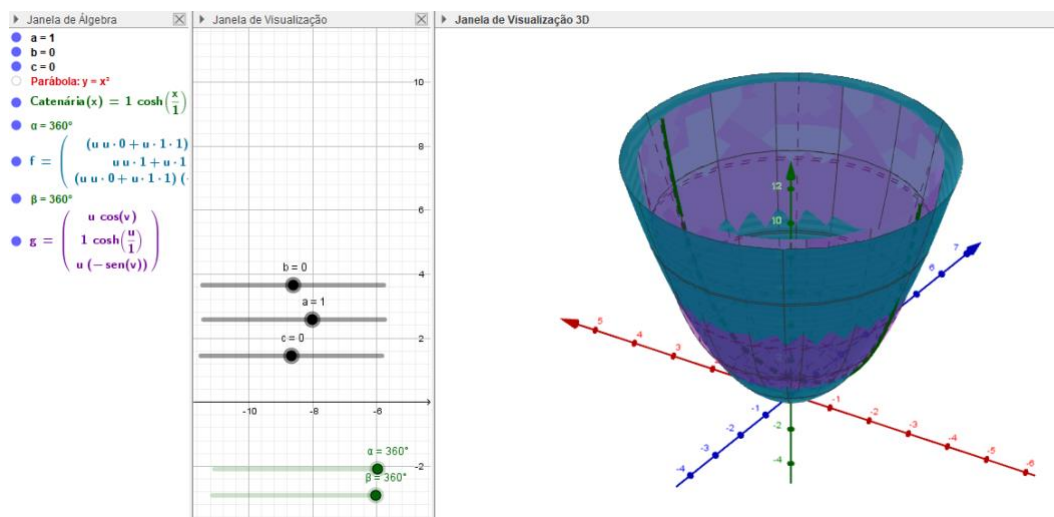 Janela de Álgebra
a = 1
b = 0
c = 0
Parábola: y = x²
Catenária(x) = 1 cosh(x/1)
α = 360°
f = (u u · 0 + u · 1 · 1)
u u · 1 + u · 1
(u u · 0 + u · 1 · 1) (·
β = 360°
g = u cos(v)
1 cosh(u/1)
u (−sen(v))
Janela de Visualização
10
8
6
4
2
-2
-10
-8
-6
b = 0
a = 1
c = 0
α = 360°
β = 360°
Janela de Visualização 3D
12
10
-2
-4
5
4
3
-1
-2
-3
-4
-5
-6
7
6
-1
-2
-3
-4